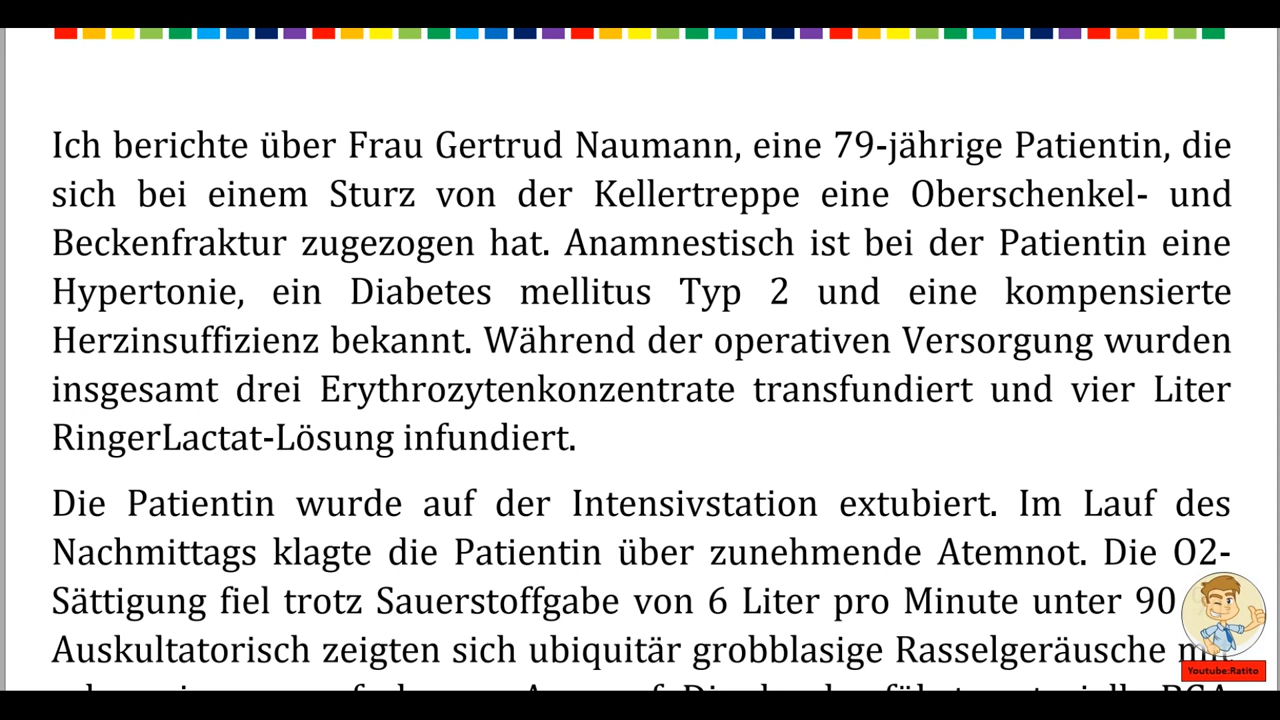 Ich berichte über Frau Gertrud Naumann, eine 79-jährige Patientin, die
sich bei einem Sturz von der Kellertreppe eine Oberschenkel- und
Beckenfraktur zugezogen hat. Anamnestisch ist bei der Patientin eine
Hypertonie, ein Diabetes mellitus Typ 2 und eine kompensierte
Herzinsuffizienz bekannt. Während der operativen Versorgung wurden
insgesamt drei Erythrozytenkonzentrate transfundiert und vier Liter
RingerLactat-Lösung infundiert.
Die Patientin wurde auf der Intensivstation extubiert. Im Lauf des
Nachmittags klagte die Patientin über zunehmende Atemnot. Die O2-
Sättigung fiel trotz Sauerstoffgabe von 6 Liter pro Minute unter 90
Auskultatorisch zeigten sich ubiquitär grobblasige Rasselgeräusche
Youtube:Ratito